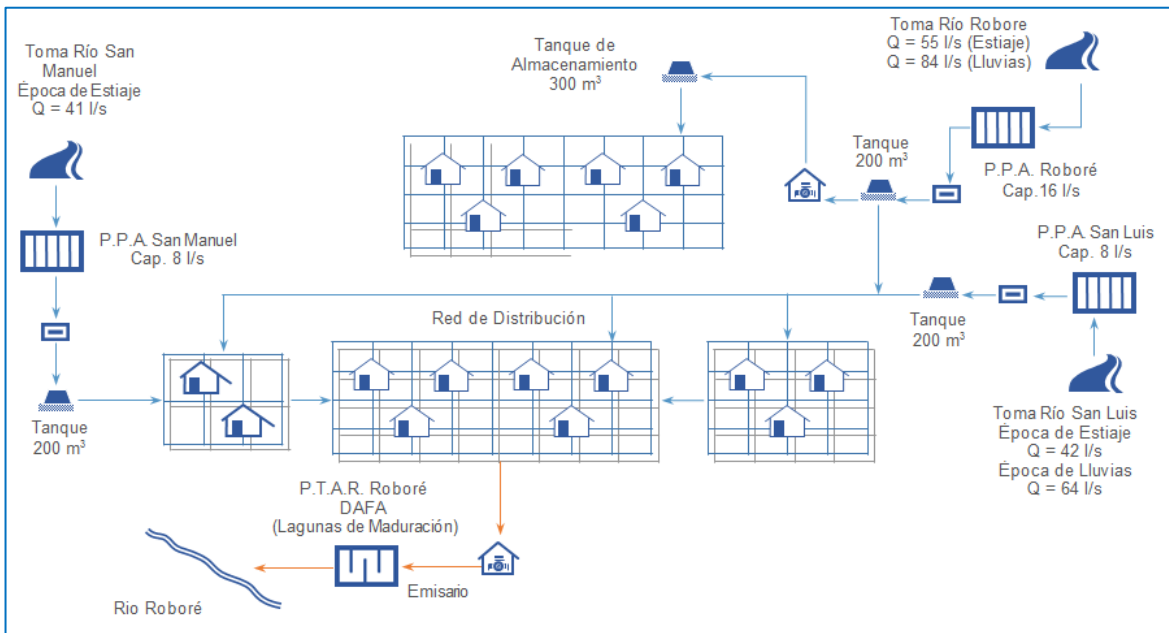 Toma Río San
Manuel
Época de Estiaje
Q = 41 l/s
P.P.A. San Manuel
Cap. 8 l/s
Tanque
200 m³
Tanque de
Almacenamiento
300 m³
Toma Río Robore
Q = 55 l/s (Estiaje)
Q = 84 l/s (Lluvias)
Tanque
200 m³
P.P.A. Roboré
Cap.16 l/s
P.P.A. San Luis
Cap. 8 l/s
Tanque
200 m³
Toma Río San Luis
Época de Estiaje
Q = 42 l/s
Época de Lluvias
Q = 64 l/s
Red de Distribución
P.T.A.R. Roboré
DAFA
(Lagunas de Maduración)
Emisario
Rio Roboré